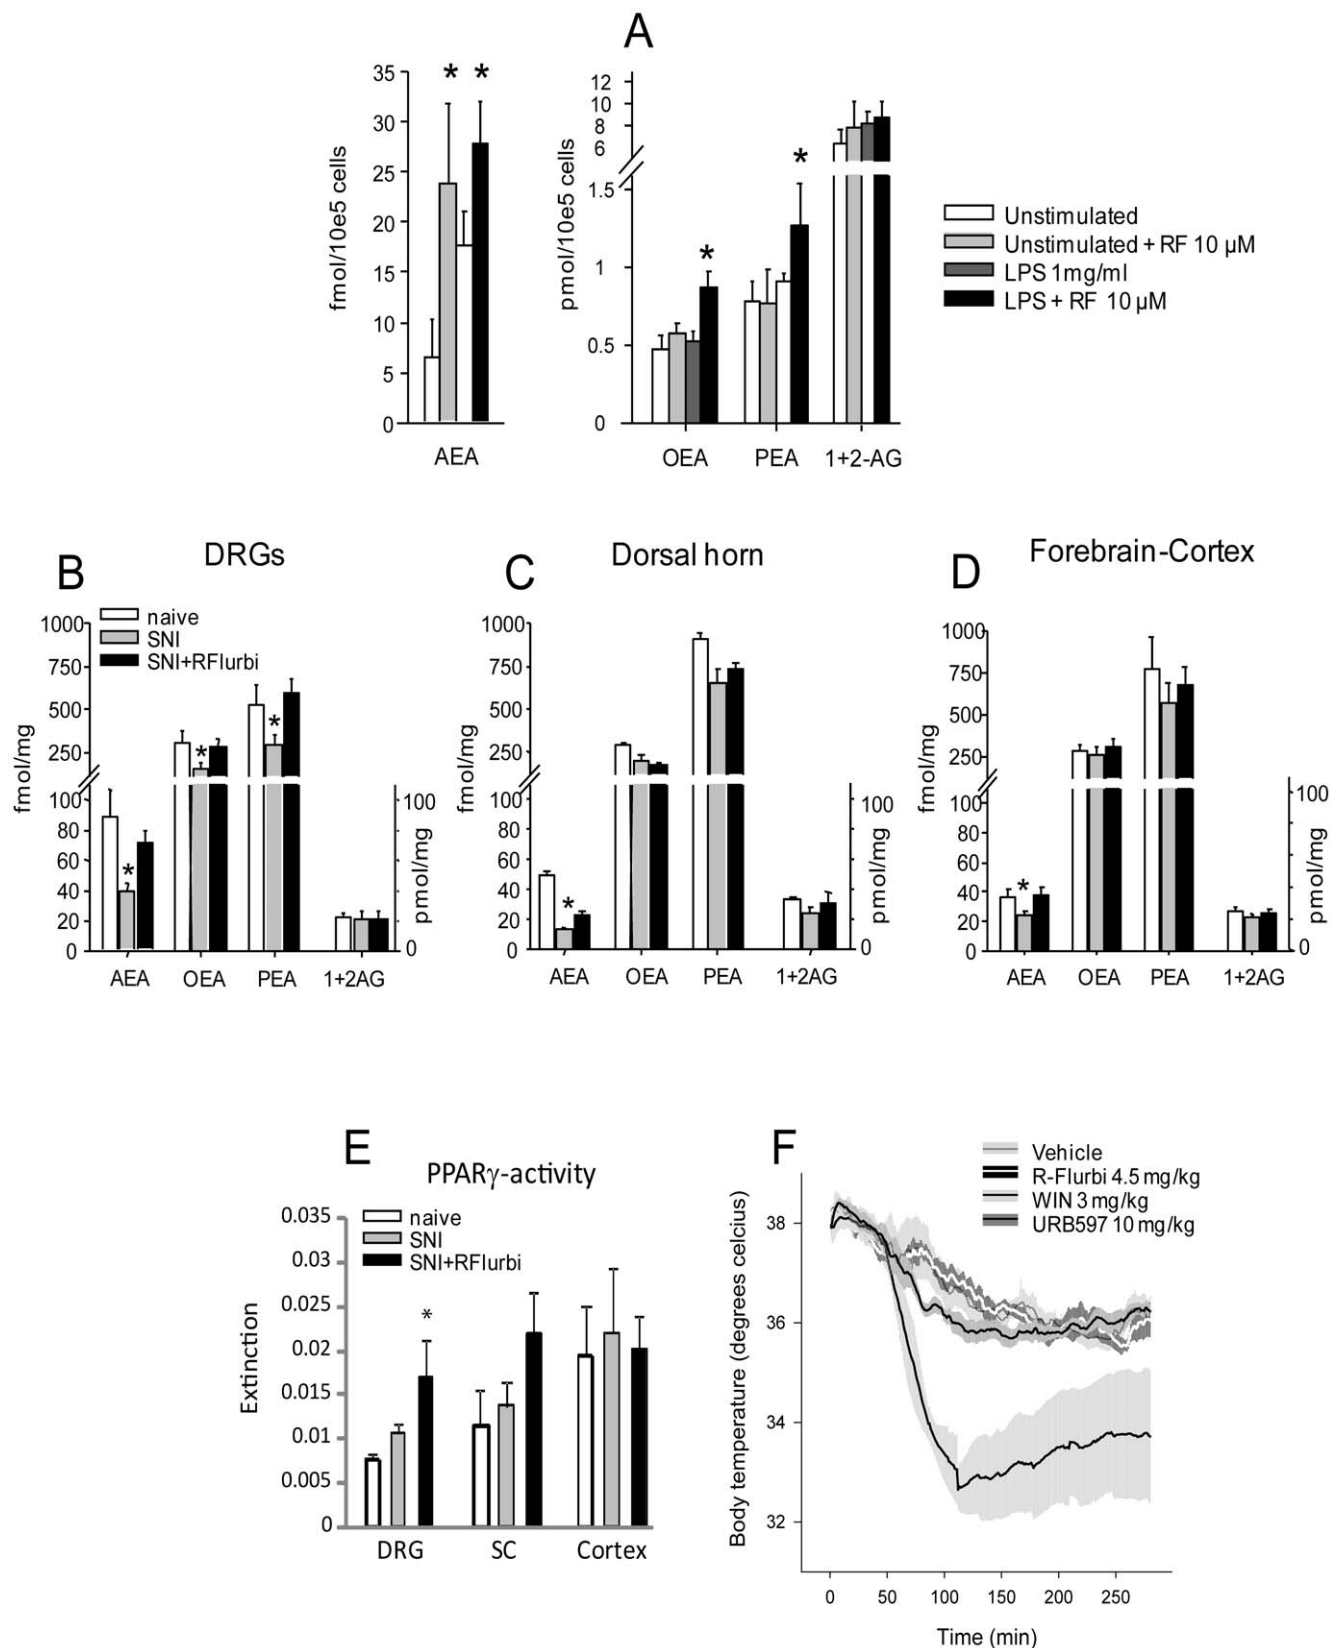 A
* *
35
30
25
20
15
10
5
0
fmol/10e5 cells
AEA
12
10
8
6
1.5
1
0.5
0
pmol/10e5 cells
* *
OEA PEA 1+2-AG
Unstimulated
Unstimulated + RF 10 µM
LPS 1mg/ml
LPS + RF 10 µM
B DRGs
naive
SNI
SNI+RFlurbi
1000
750
500
250
100
80
60
40
20
0
fmol/mg
* * *
100
0
pmol/mg
AEA OEA PEA 1+2AG
C Dorsal horn
1000
750
500
250
100
80
60
40
20
0
fmol/mg
*
100
0
pmol/mg
AEA OEA PEA 1+2AG
D Forebrain-Cortex
1000
750
500
250
100
80
60
40
20
0
fmol/mg
*
100
0
pmol/mg
AEA OEA PEA 1+2AG
E
PPARγ-activity
naive
SNI
SNI+RFlurbi
0.035
0.03
0.025
0.02
0.015
0.01
0.005
0
Extinction
*
DRG SC Cortex
F
Vehicle
R-Flurbi 4.5 mg/kg
WIN 3 mg/kg
URB597 10 mg/kg
38
36
34
32
Body temperature (degrees celcius)
0 50 100 150 200 250
Time (min)